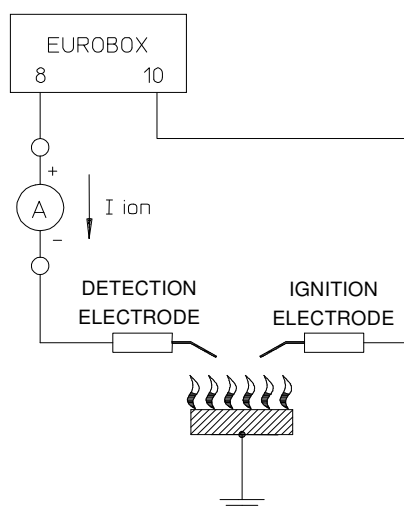 EUROBOX
8 10
+
A
I ion
–
DETECTION
ELECTRODE
IGNITION
ELECTRODE